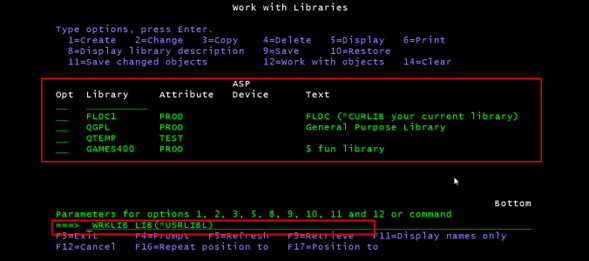 Work with Libraries
Type options, press Enter.
1=Create 2=Change 3=Copy 4=Delete 5=Display 6=Print
8=Display library description 9=Save 10=Restore
11=Save changed objects 12=Work with objects 14=Clear
ASP
Opt Library Attribute Device Text
FLDC1 PROD FLDC (*CURLIB your current library)
QGPL PROD General Purpose Library
QTEMP TEST
GAMES400 PROD $ fun library
Bottom
Parameters for options 1, 2, 3, 5, 8, 9, 10, 11 and 12 or command
===> WRKLIB LIB(*USRLIBL)
F3=Exit F4=Prompt F5=Refresh F9=Retrieve F11=Display names only
F12=Cancel F16=Repeat position to F17=Position to